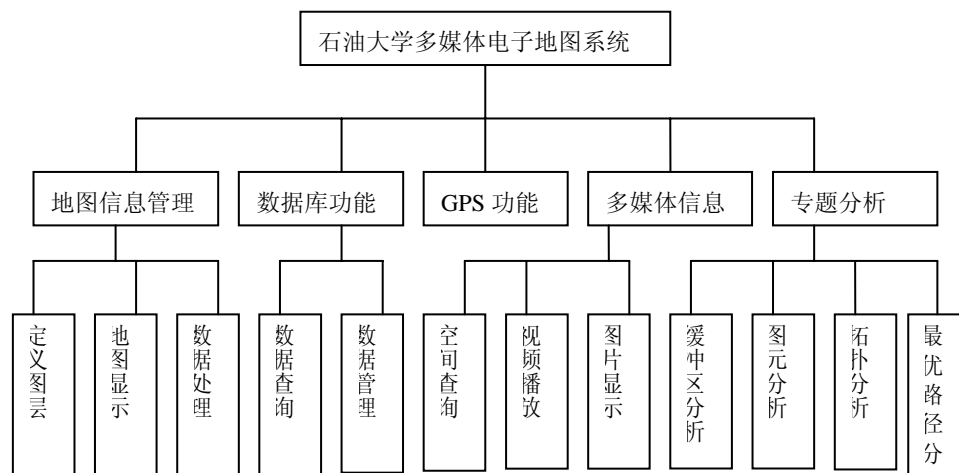 石油大学多媒体电子地图系统
地图信息管理
数据库功能
GPS 功能
多媒体信息
专题分析
定义图层
地图显示
数据处理
数据查询
数据管理
空间查询
视频播放
图片显示
缓冲区分析
图元分析
拓扑分析
最优路径分